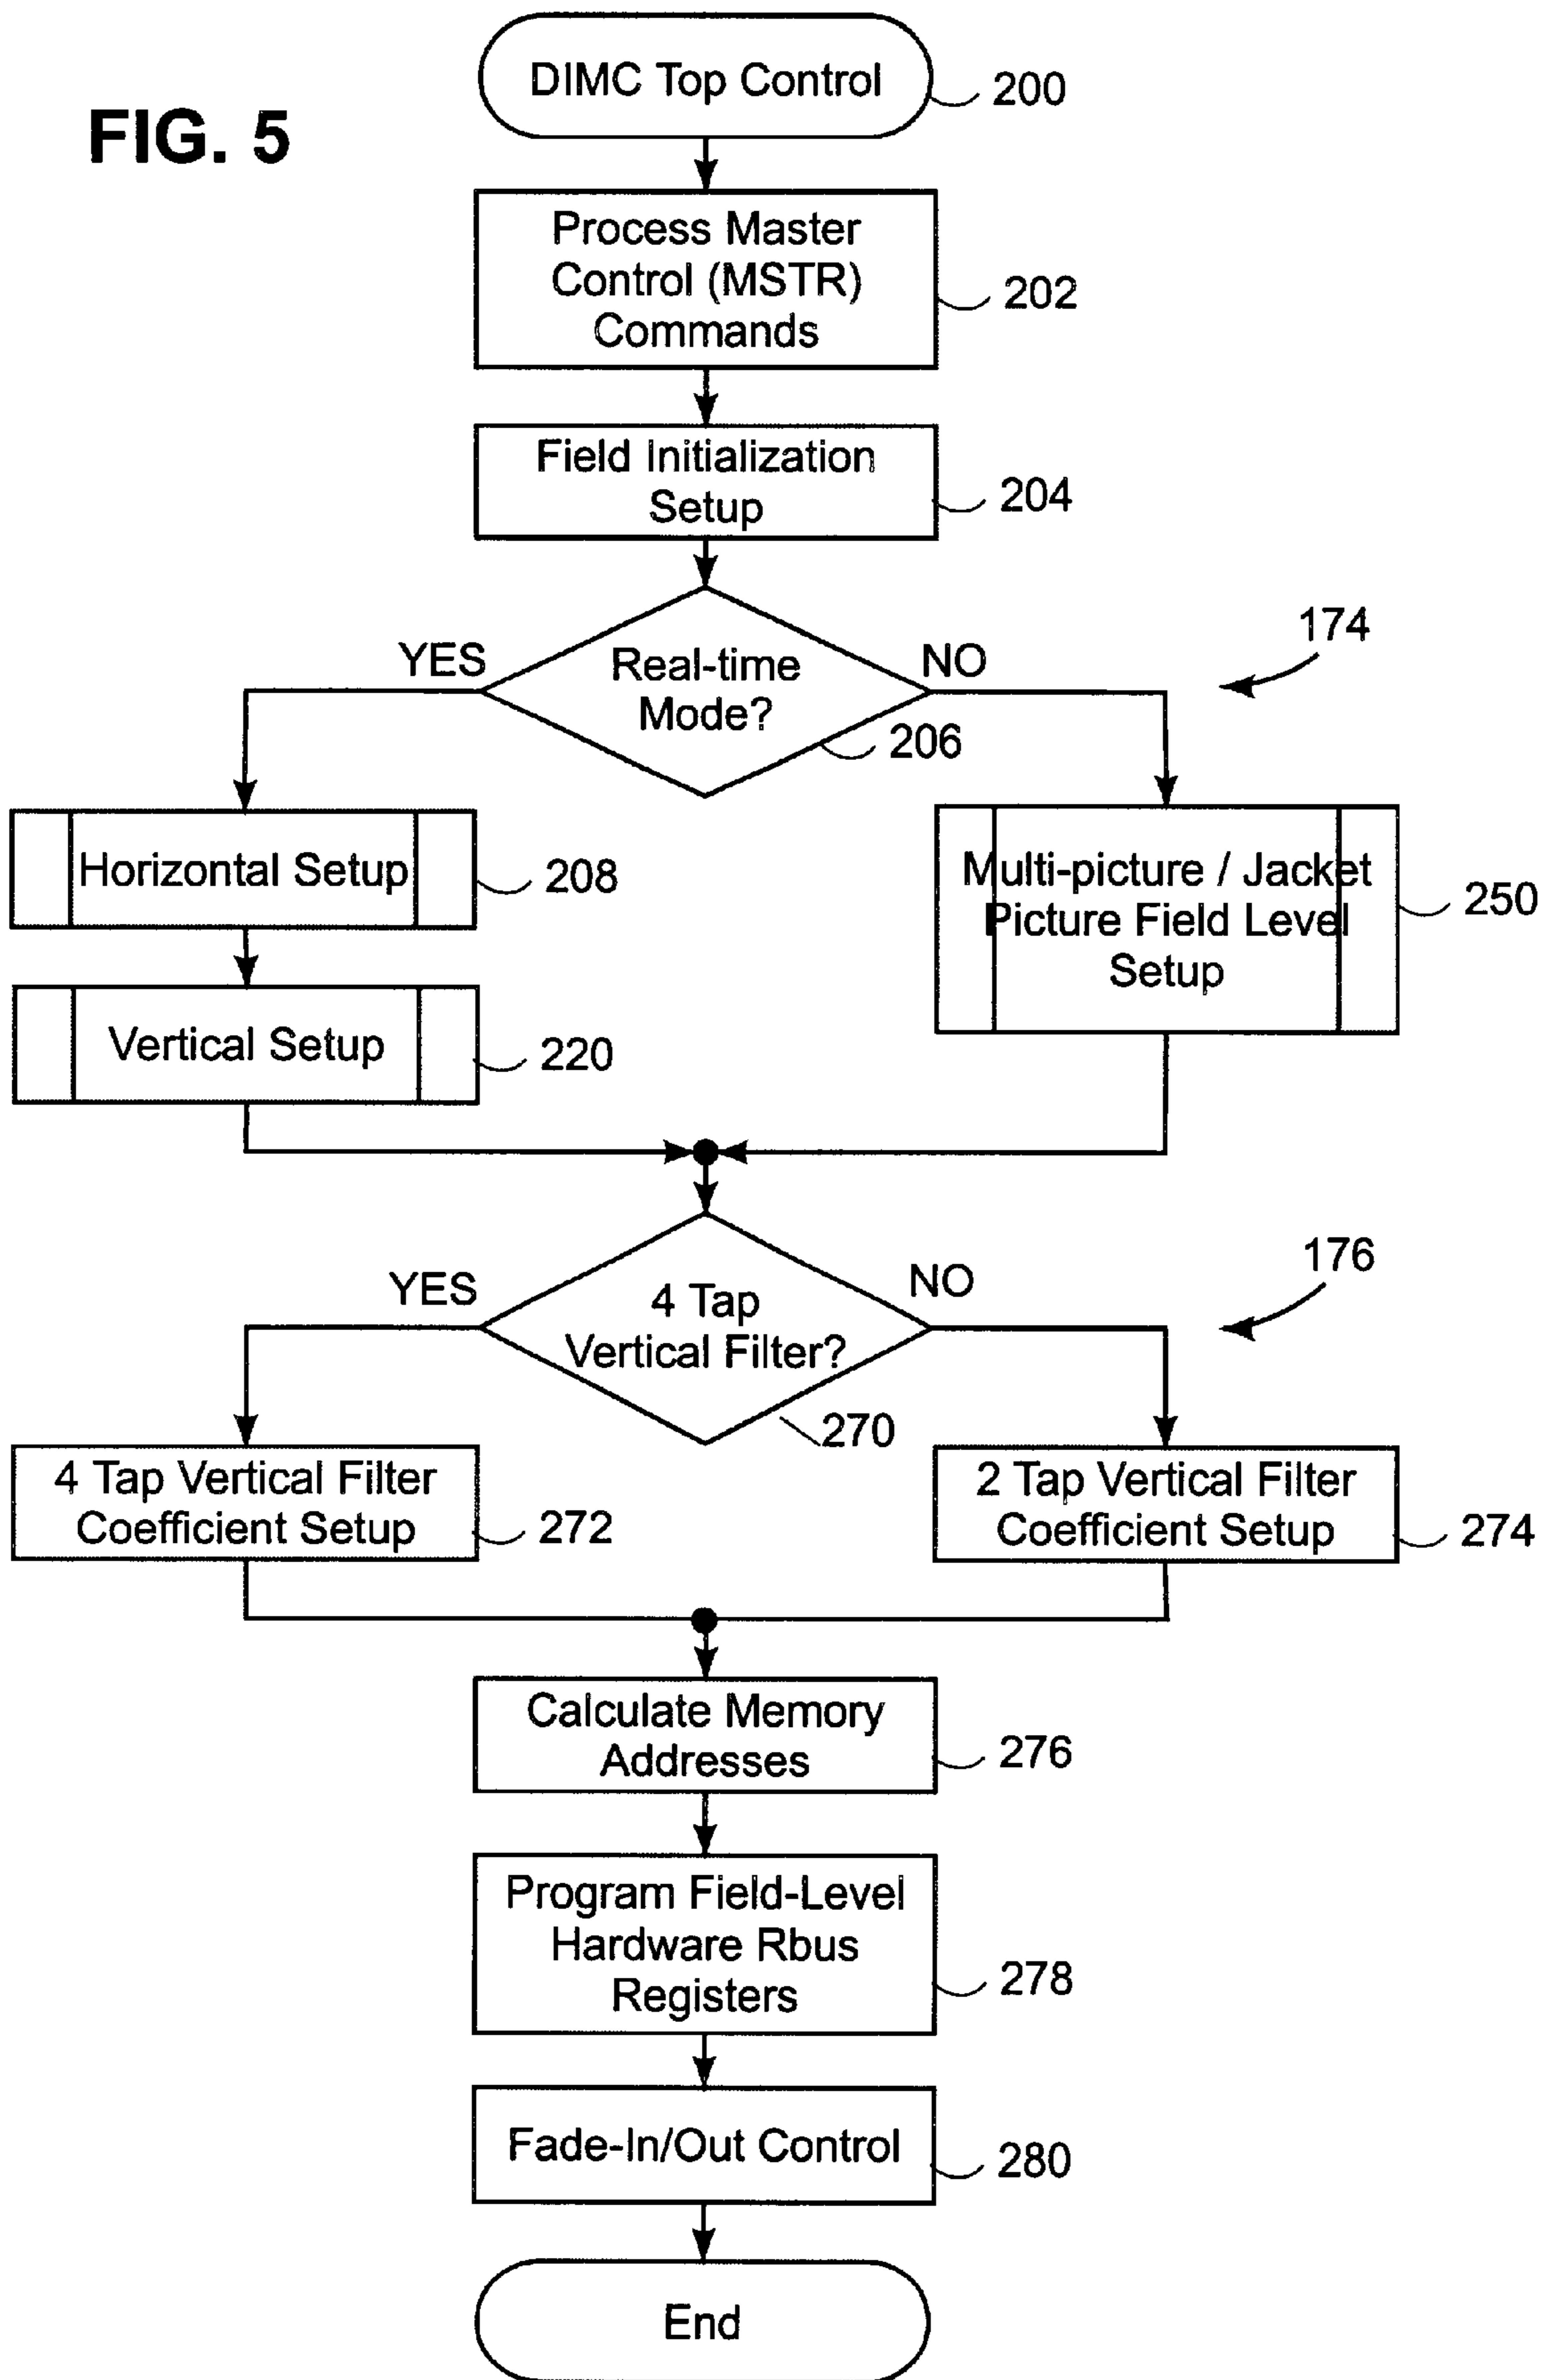 FIG. 5
DIMC Top Control
200
Process Master
Control (MSTR)
Commands
202
Field Initialization
Setup
204
174
YES
Real-time
Mode?
NO
206
Horizontal Setup
208
Multi-picture / Jacket
Picture Field Level
Setup
250
Vertical Setup
220
176
YES
4 Tap
Vertical Filter?
NO
270
4 Tap Vertical Filter
Coefficient Setup
272
2 Tap Vertical Filter
Coefficient Setup
274
Calculate Memory
Addresses
276
Program Field-Level
Hardware Rbus
Registers
278
Fade-In/Out Control
280
End